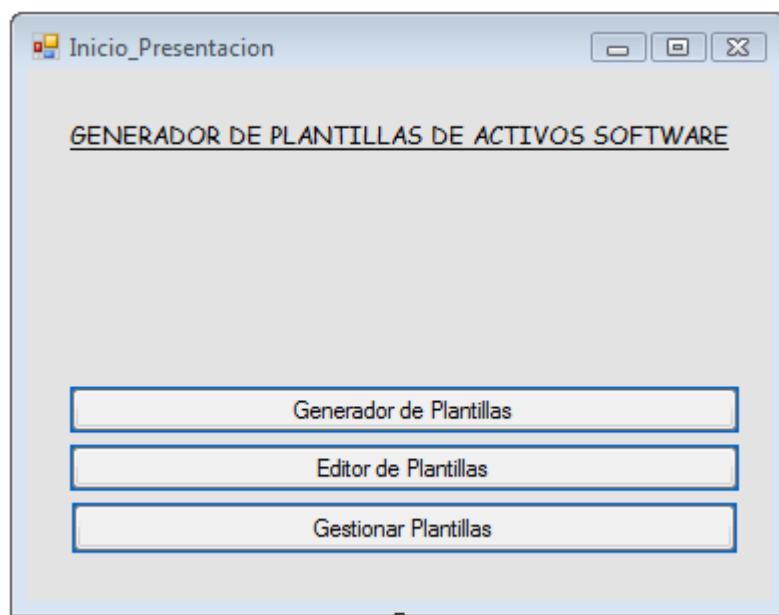 Inicio_Presentacion
GENERADOR DE PLANTILLAS DE ACTIVOS SOFTWARE
Generador de Plantillas
Editor de Plantillas
Gestionar Plantillas